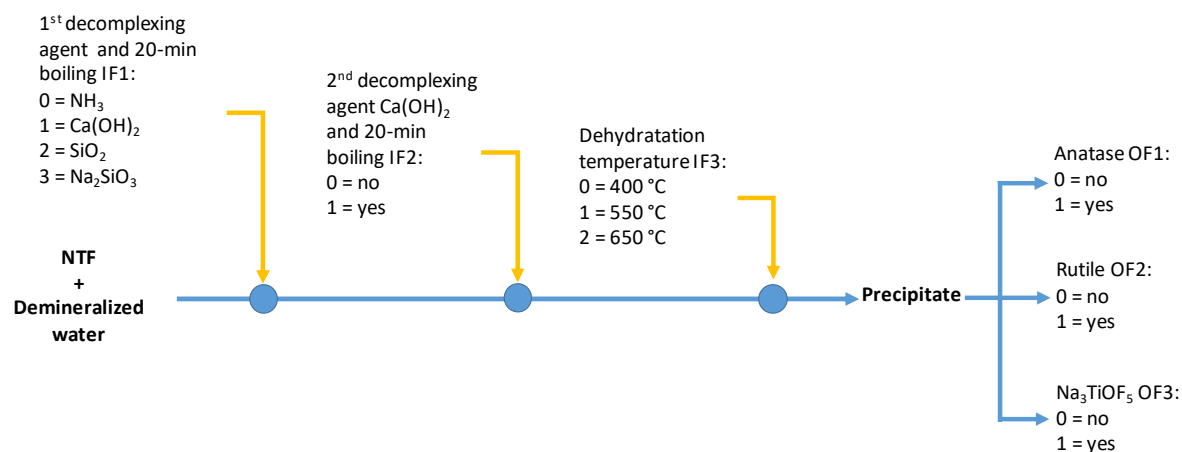 1st decomplexing
agent and 20-min
boiling IF1:
0 = NH3
1 = Ca(OH)2
2 = SiO2
3 = Na2SiO3
2nd decomplexing
agent Ca(OH)2
and 20-min
boiling IF2:
0 = no
1 = yes
Dehydratation
temperature IF3:
0 = 400 °C
1 = 550 °C
2 = 650 °C
NTF
+
Demineralized
water
Precipitate
Anatase OF1:
0 = no
1 = yes
Rutile OF2:
0 = no
1 = yes
Na3TiOF5 OF3:
0 = no
1 = yes